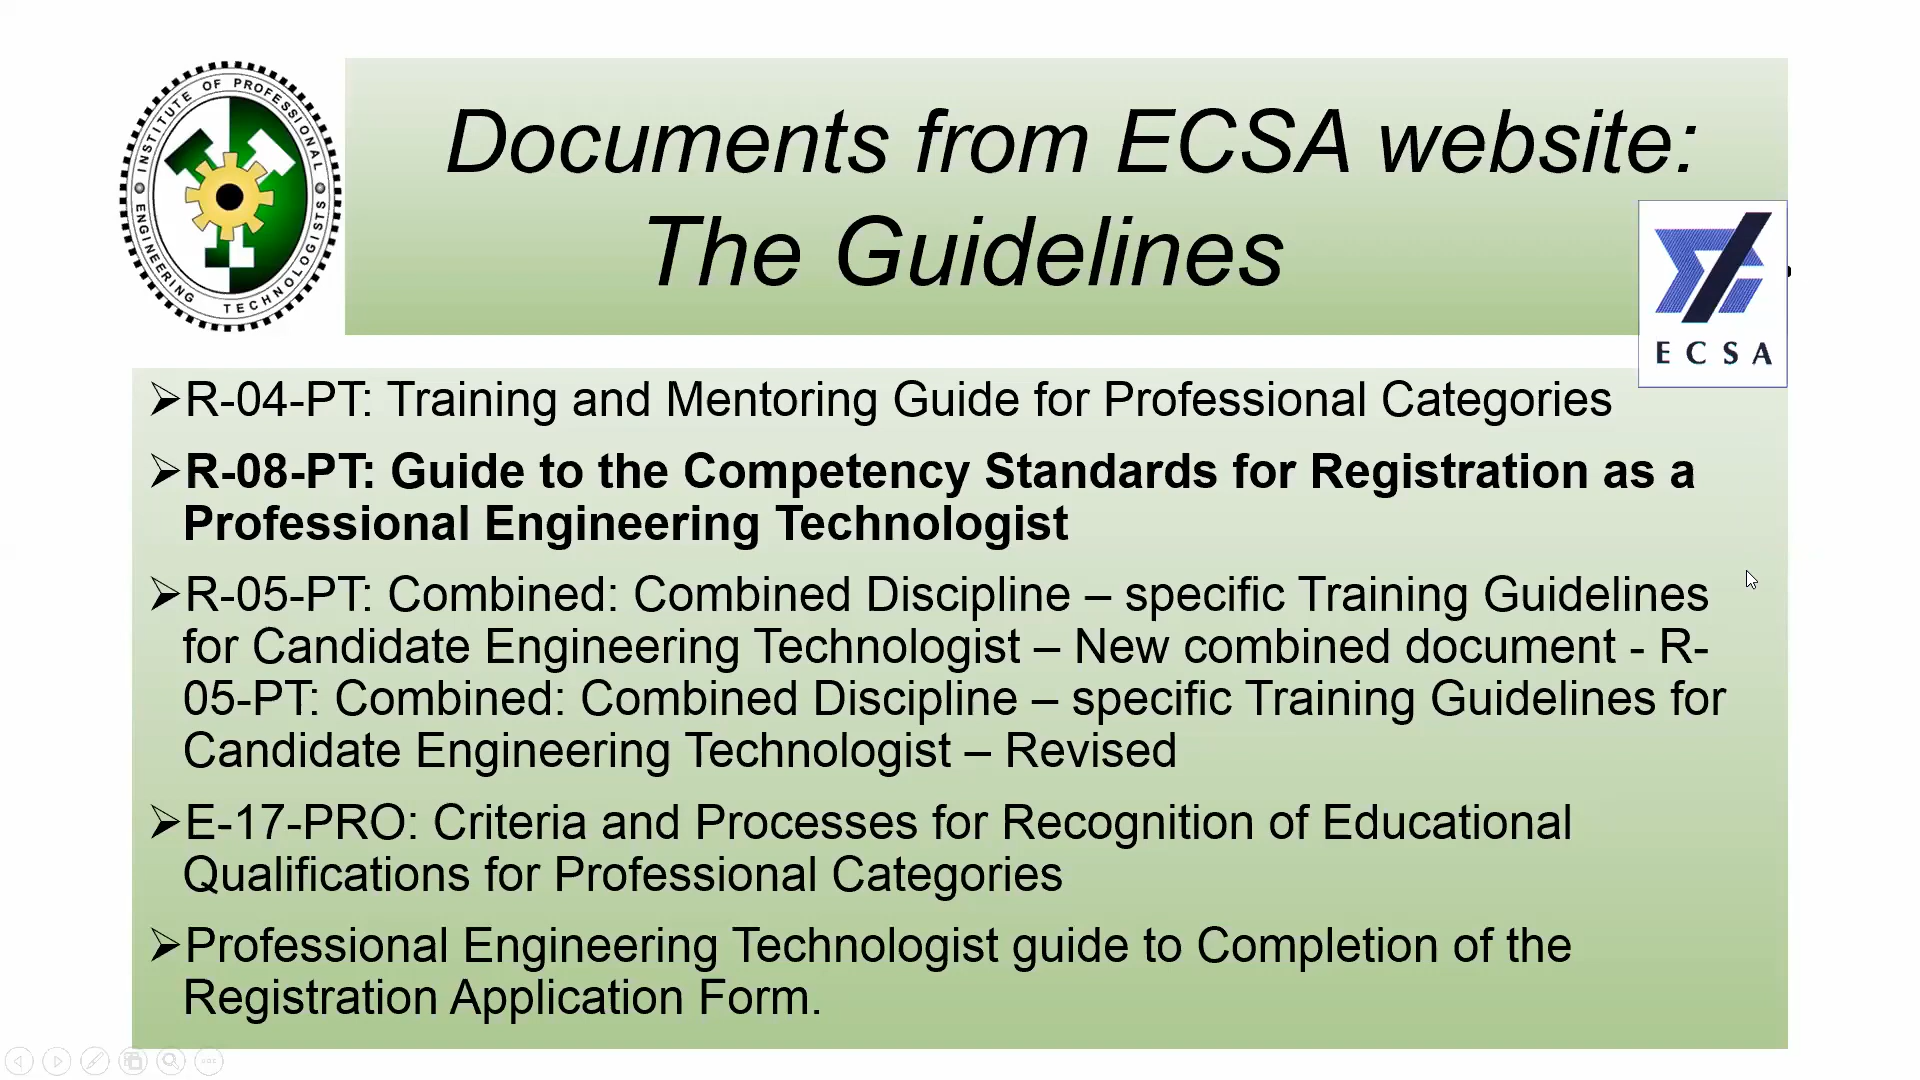 INSTITUTE OF PROFESSIONAL
ENGINEERING TECHNOLOGISTS
Documents from ECSA website:
The Guidelines
ECSA
➢R-04-PT: Training and Mentoring Guide for Professional Categories
➢R-08-PT: Guide to the Competency Standards for Registration as a
Professional Engineering Technologist
➢R-05-PT: Combined: Combined Discipline – specific Training Guidelines
for Candidate Engineering Technologist – New combined document - R-
05-PT: Combined: Combined Discipline – specific Training Guidelines for
Candidate Engineering Technologist – Revised
➢E-17-PRO: Criteria and Processes for Recognition of Educational
Qualifications for Professional Categories
➢Professional Engineering Technologist guide to Completion of the
Registration Application Form.